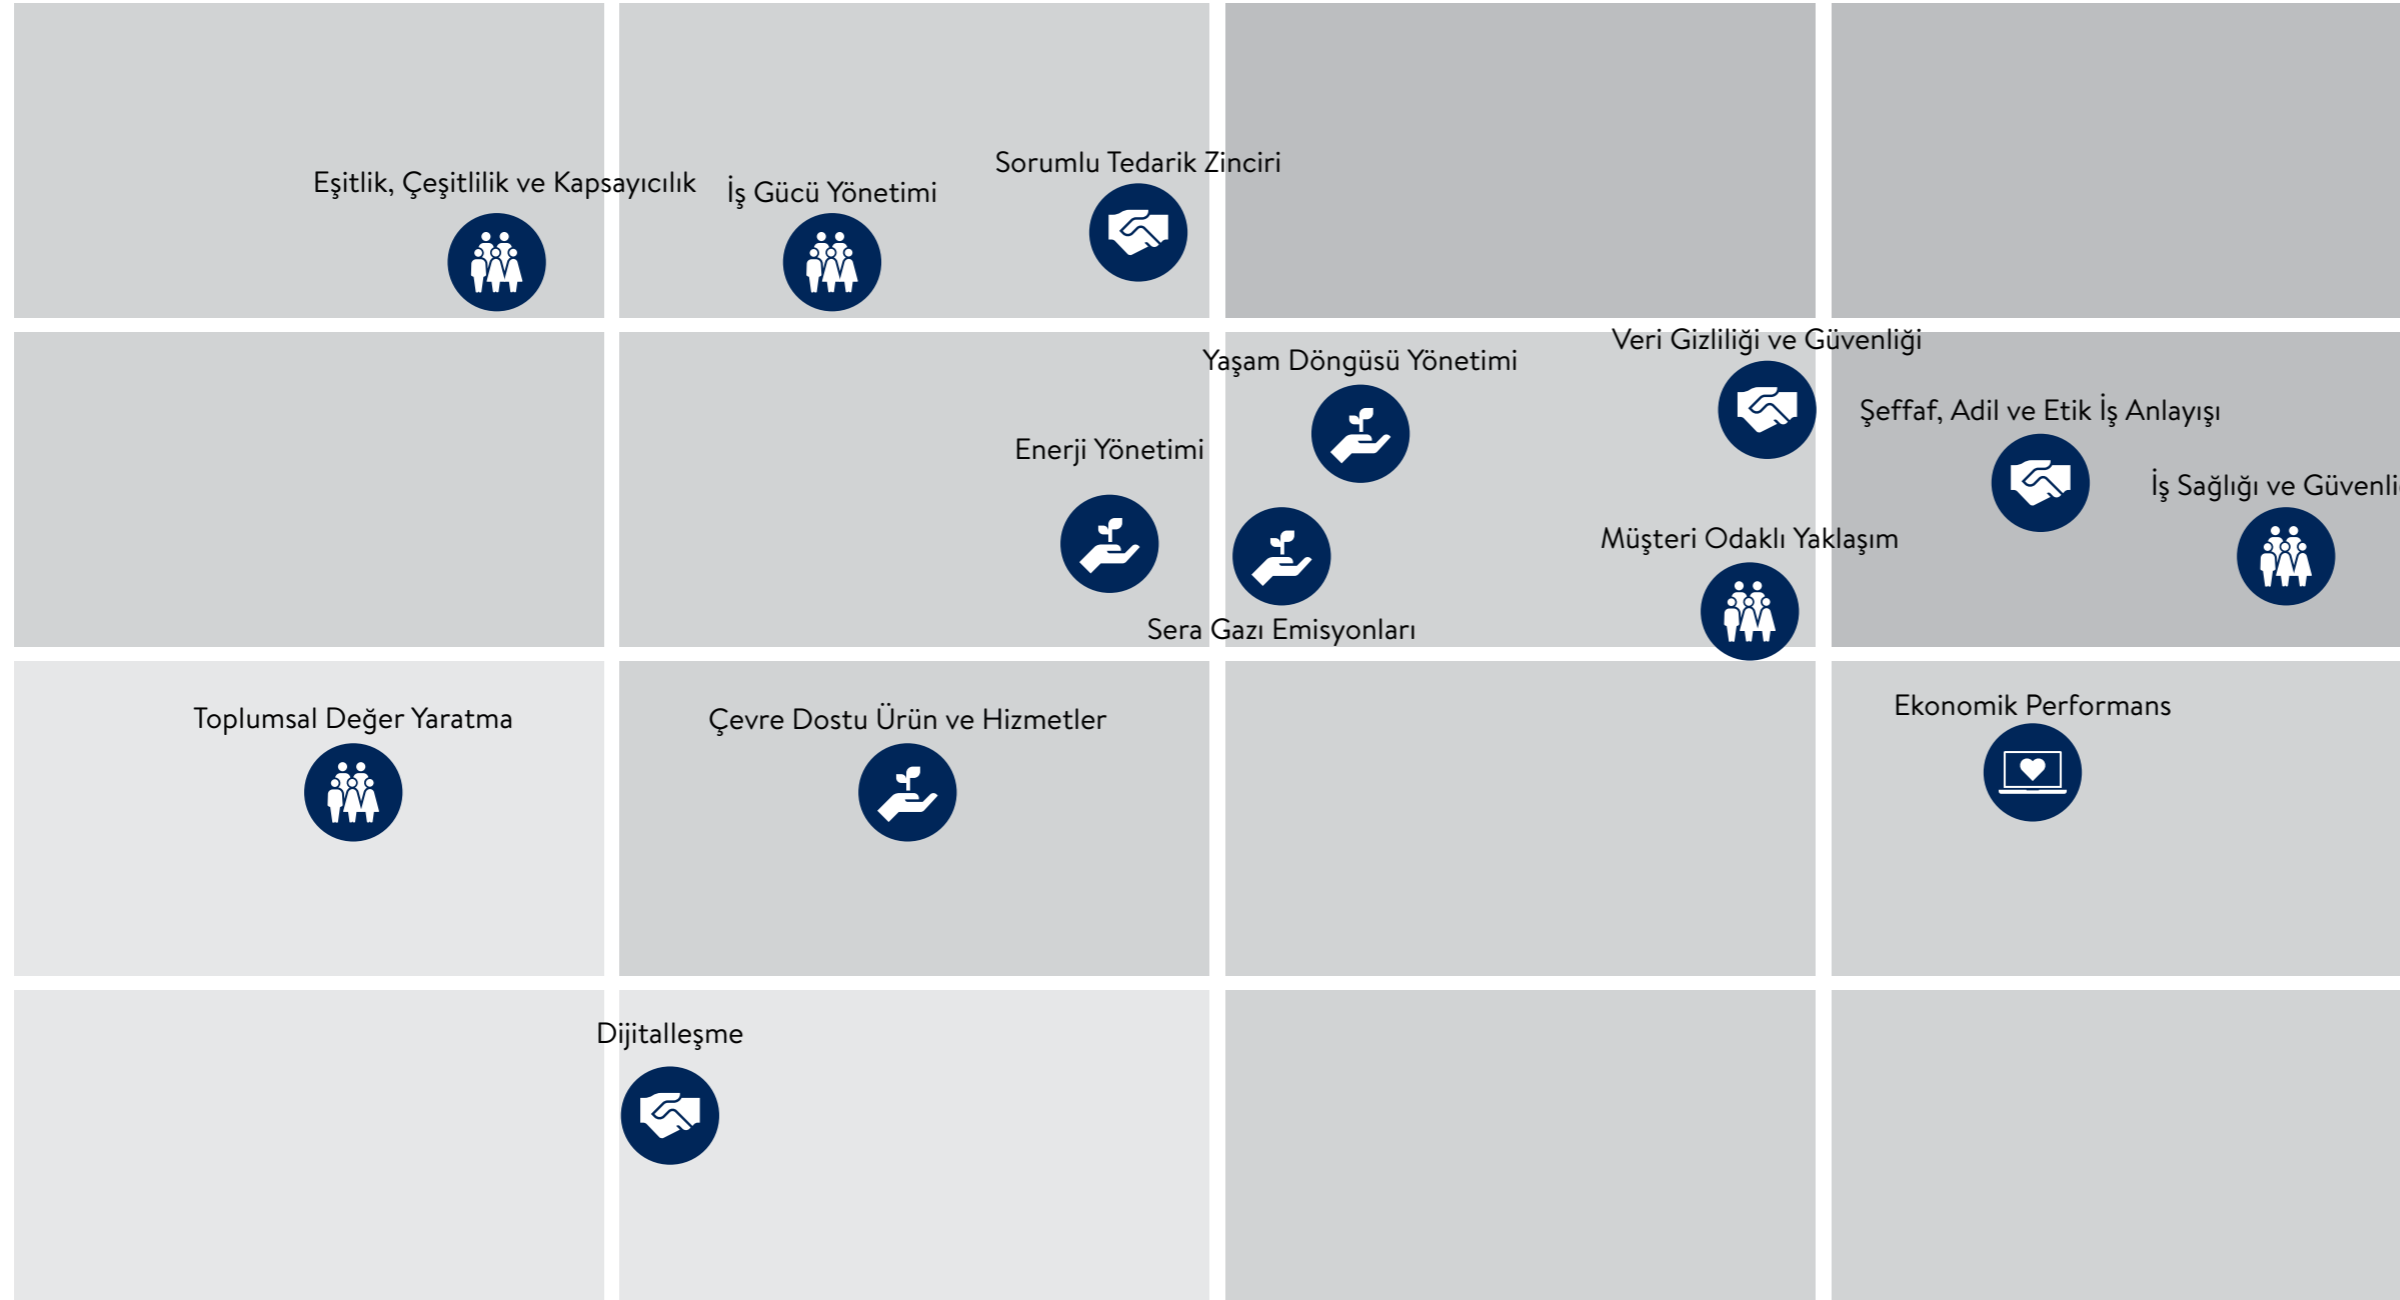 Sorumlu Tedarik Zinciri
Eşitlik, Çeşitlilik ve Kapsayıcılık
İş Gücü Yönetimi
Veri Gizliliği ve Güvenliği
Yaşam Döngüsü Yönetimi
Şeffaf, Adil ve Etik İş Anlayışı
Enerji Yönetimi
İş Sağlığı ve
Müşteri Odaklı Yaklaşım
Sera Gazı Emisyonları
Ekonomik Performans
Toplumsal Değer Yaratma
Çevre Dostu Ürün ve Hizmetler
Dijitalleşme